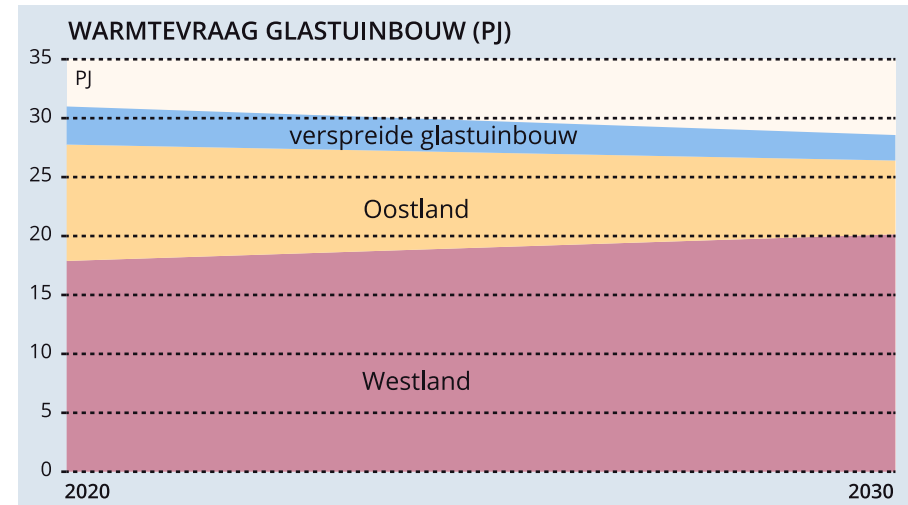 WARMTEVRAAG GLASTUINBOUW (PJ)
35
PJ
30
verspreide glastuinbouw
25
Oostland
20
15
10
Westland
5
0
2020 2030